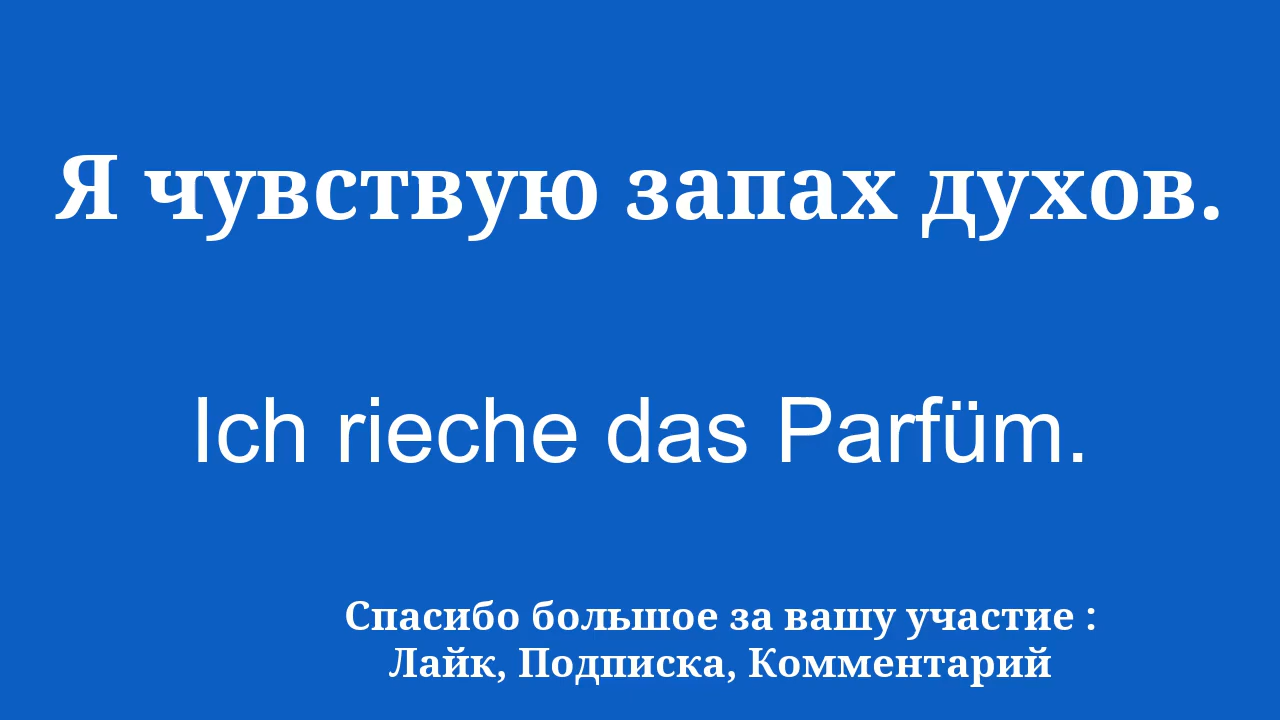 Я чувствую запах духов.
Ich rieche das Parfüm.
Спасибо большое за вашу участие :
Лайк, Подписка, Комментарий